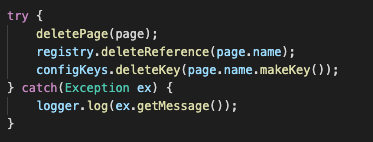 try {
    deletePage(page);
    registry.deleteReference(page.name);
    configKeys.deleteKey(page.name.makeKey());
} catch(Exception ex) {
    logger.log(ex.getMessage());
}